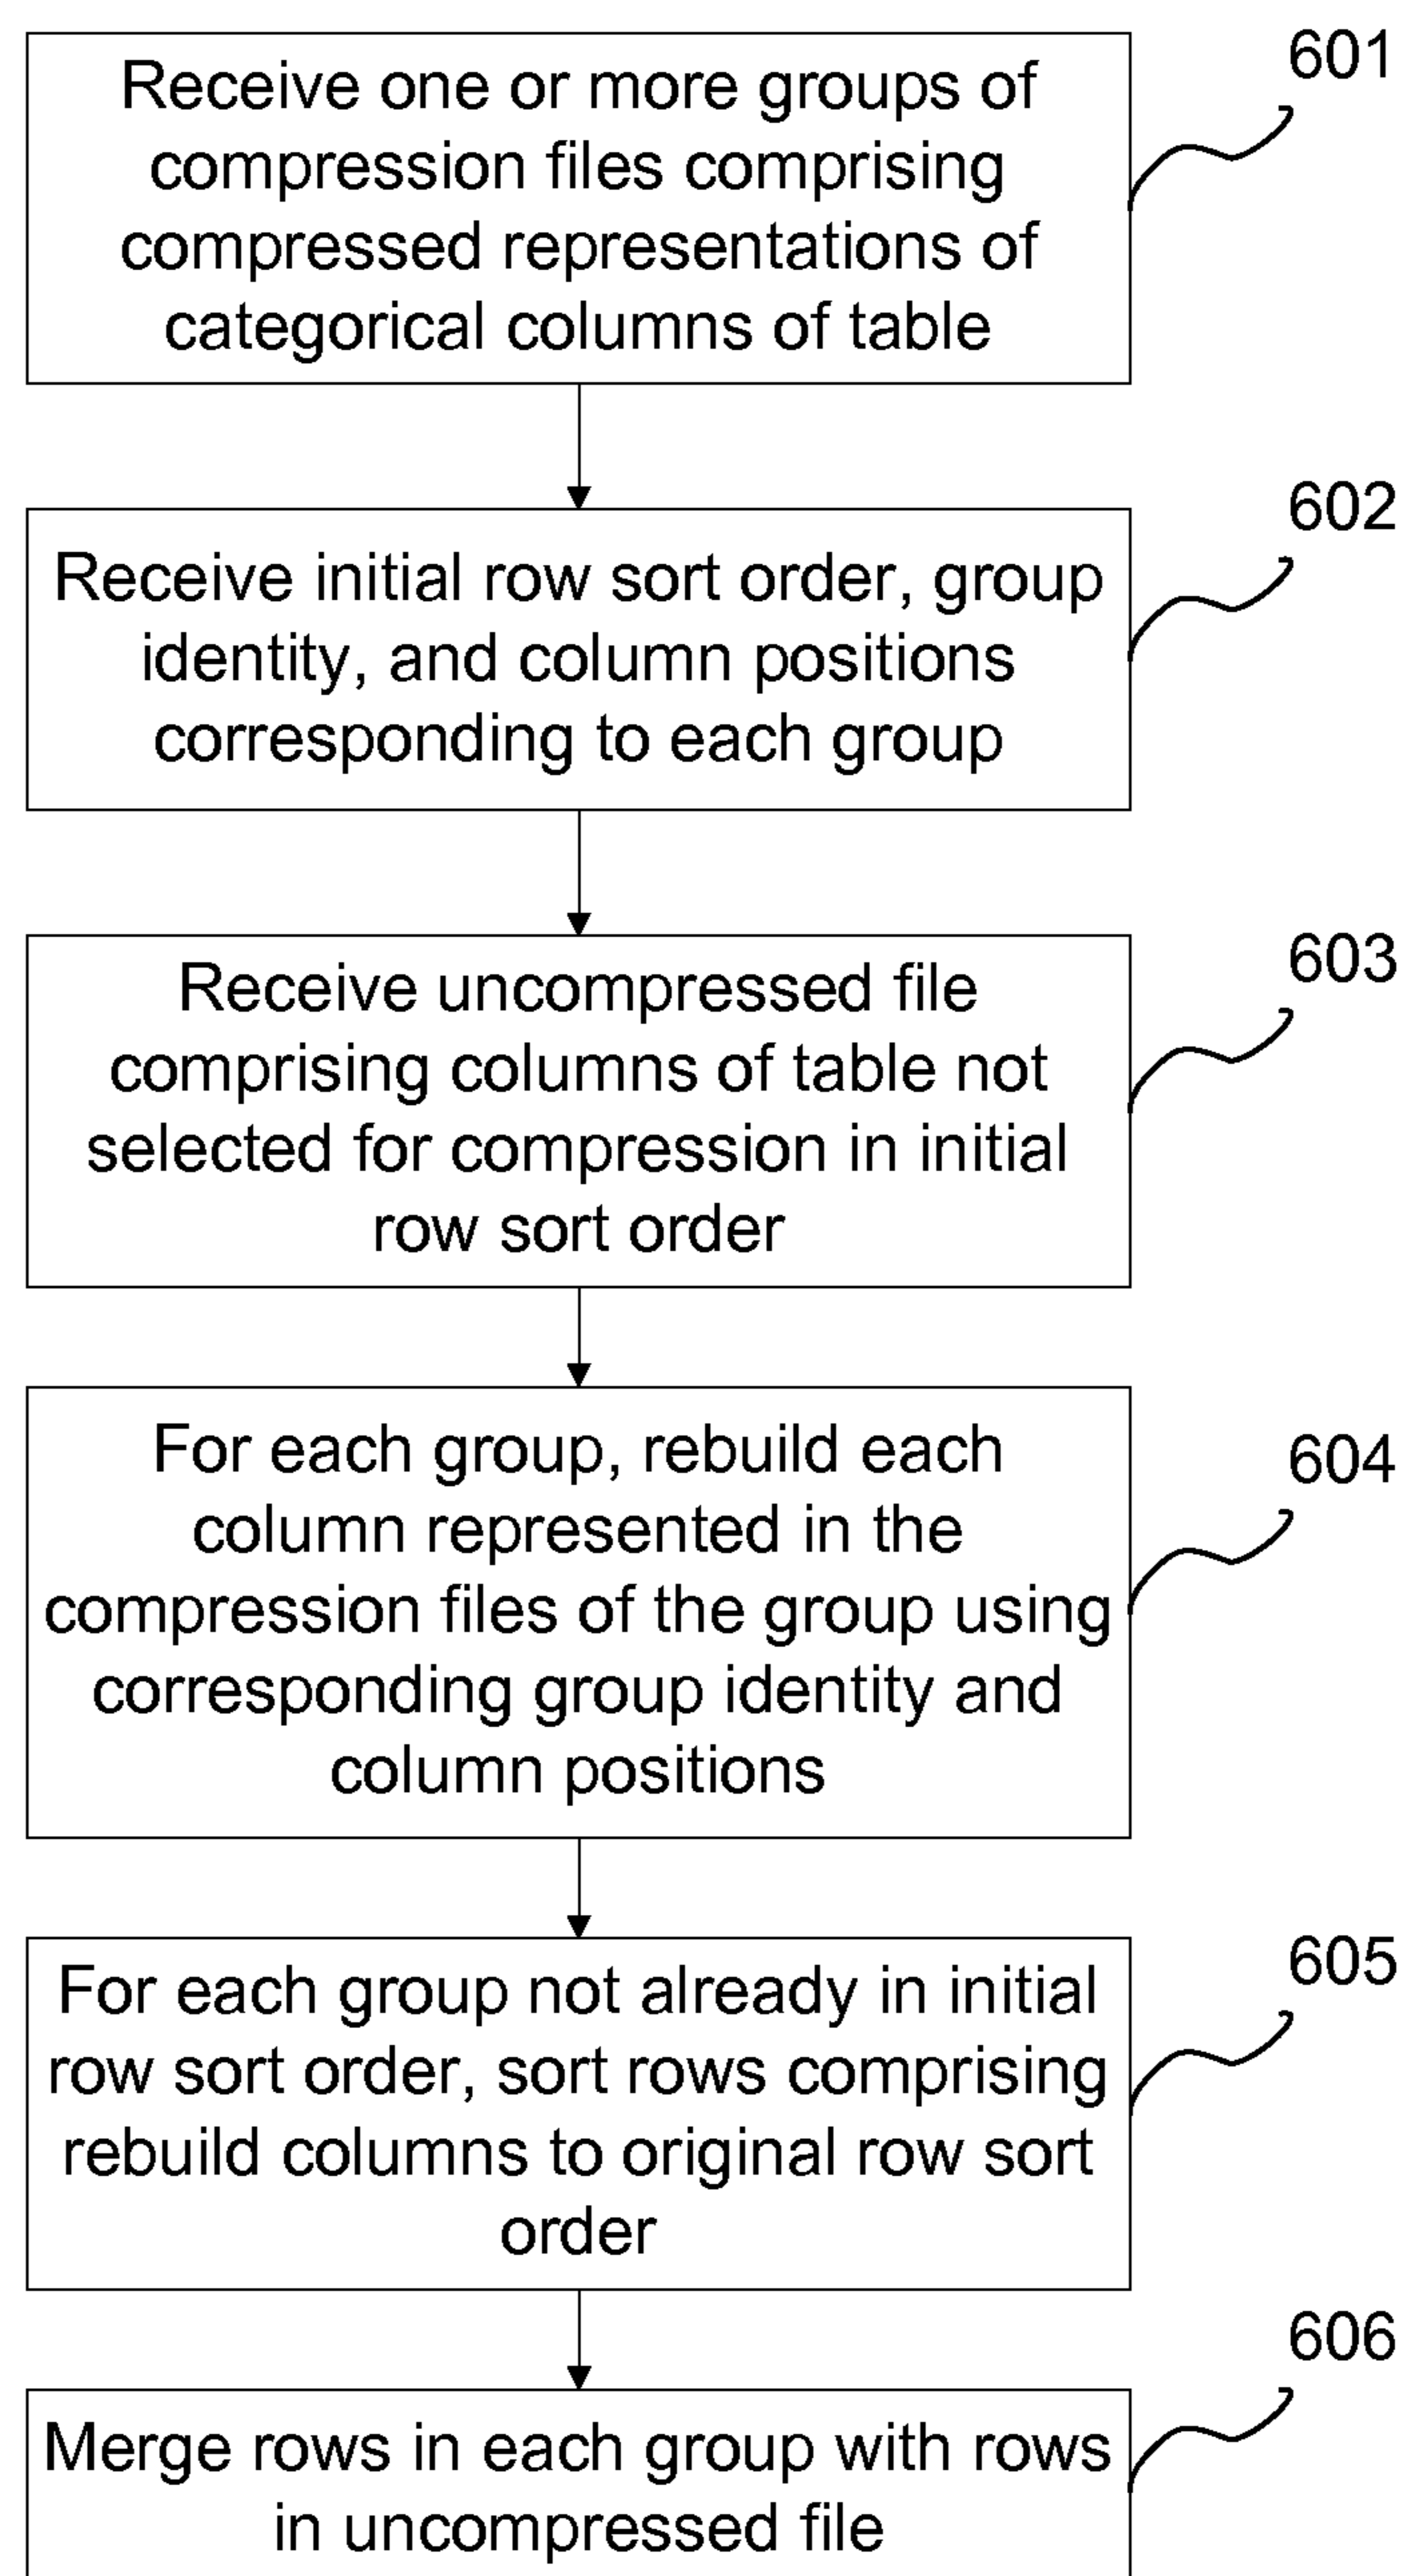 Receive one or more groups of
compression files comprising
compressed representations of
categorical columns of table
601
Receive initial row sort order, group
identity, and column positions
corresponding to each group
602
Receive uncompressed file
comprising columns of table not
selected for compression in initial
row sort order
603
For each group, rebuild each
column represented in the
compression files of the group using
corresponding group identity and
column positions
604
For each group not already in initial
row sort order, sort rows comprising
rebuild columns to original row sort
order
605
Merge rows in each group with rows
in uncompressed file
606